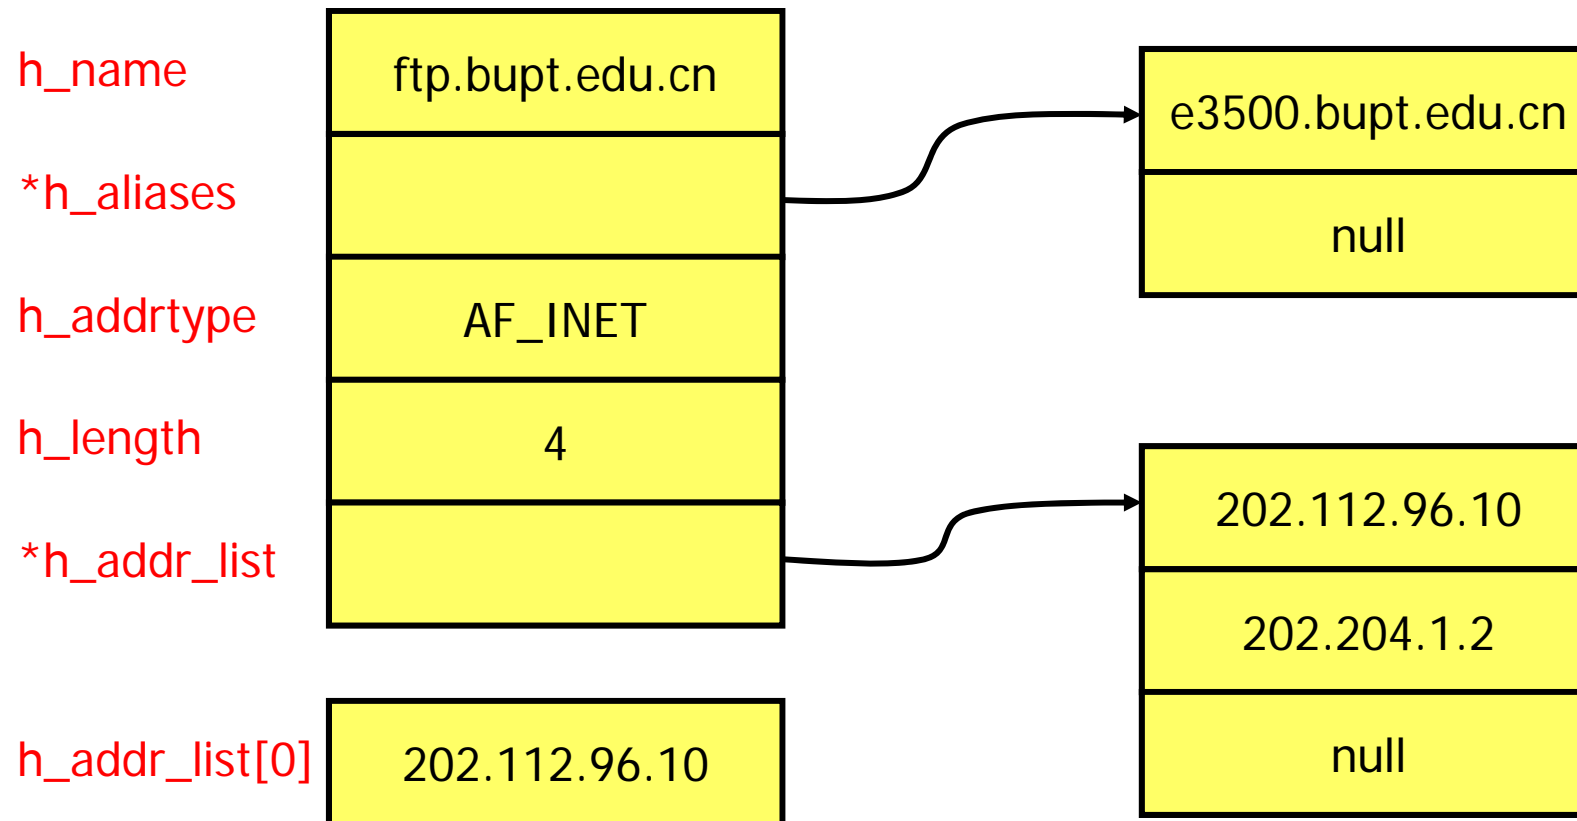 h_name
ftp.bupt.edu.cn
e3500.bupt.edu.cn
*h_aliases
null
h_addrtype
AF_INET
h_length
4
202.112.96.10
*h_addr_list
202.204.1.2
h_addr_list[0]
202.112.96.10
null